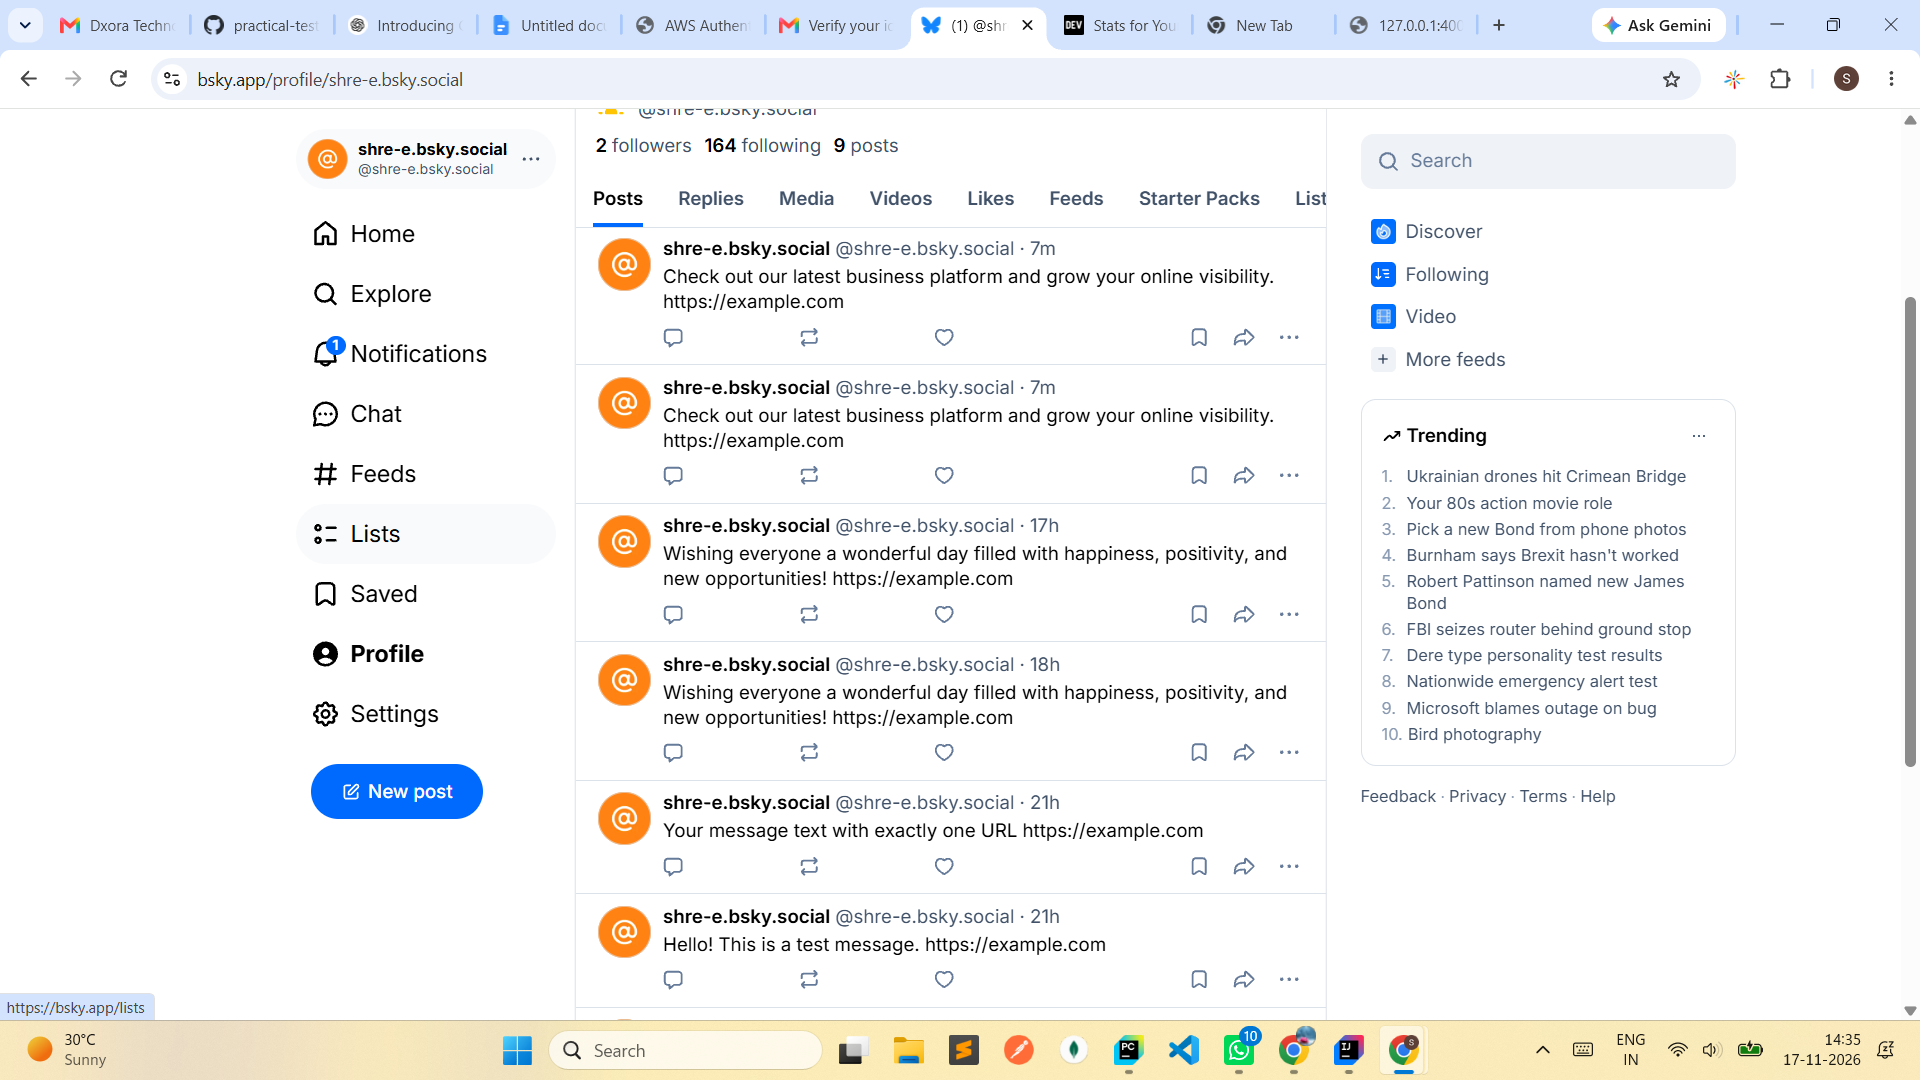 Dxora Techno
practical-test
Introducing
Untitled docu
AWS Authent
Verify your id
(1) @shr
Stats for You
New Tab
127.0.0.1:400
Ask Gemini
bsky.app/profile/shre-e.bsky.social
S
shre-e.bsky.social
@shre-e.bsky.social
Home
Explore
1
Notifications
Chat
Feeds
Lists
Saved
Profile
Settings
New post
https://bsky.app/lists
@shre-e.bsky.social
2 followers 164 following 9 posts
Posts Replies Media Videos Likes Feeds Starter Packs List
shre-e.bsky.social @shre-e.bsky.social · 7m
Check out our latest business platform and grow your online visibility.
https://example.com
shre-e.bsky.social @shre-e.bsky.social · 7m
Check out our latest business platform and grow your online visibility.
https://example.com
shre-e.bsky.social @shre-e.bsky.social · 17h
Wishing everyone a wonderful day filled with happiness, positivity, and
new opportunities! https://example.com
shre-e.bsky.social @shre-e.bsky.social · 18h
Wishing everyone a wonderful day filled with happiness, positivity, and
new opportunities! https://example.com
shre-e.bsky.social @shre-e.bsky.social · 21h
Your message text with exactly one URL https://example.com
shre-e.bsky.social @shre-e.bsky.social · 21h
Hello! This is a test message. https://example.com
Search
Discover
Following
Video
More feeds
Trending
1. Ukrainian drones hit Crimean Bridge
2. Your 80s action movie role
3. Pick a new Bond from phone photos
4. Burnham says Brexit hasn't worked
5. Robert Pattinson named new James
Bond
6. FBI seizes router behind ground stop
7. Dere type personality test results
8. Nationwide emergency alert test
9. Microsoft blames outage on bug
10. Bird photography
Feedback · Privacy · Terms · Help
30°C
Sunny
Search
10
ENG
IN
14:35
17-11-2026